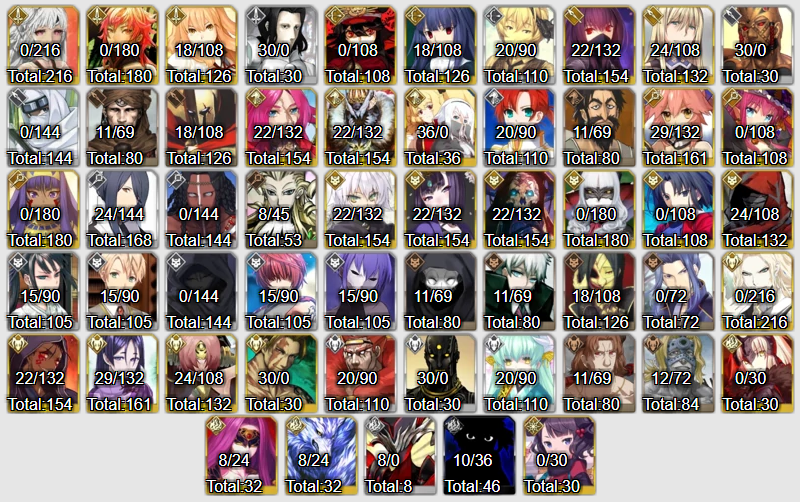 0/216 0/180 18/108 30/0 0/108 18/108 20/90 22/132 24/108 30/0
Total:216 Total:180 Total:126 Total:30 Total:108 Total:126 Total:110 Total:154 Total:132 Total:30
0/144 11/69 18/108 22/132 22/132 36/0 20/90 11/69 29/132 0/108
Total:144 Total:80 Total:126 Total:154 Total:154 Total:36 Total:110 Total:80 Total:161 Total:108
0/180 24/144 0/144 8/45 22/132 22/132 22/132 0/180 0/108 24/108
Total:180 Total:168 Total:144 Total:53 Total:154 Total:154 Total:154 Total:180 Total:108 Total:132
15/90 15/90 0/144 15/90 15/90 11/69 11/69 18/108 0/72 0/216
Total:105 Total:105 Total:144 Total:105 Total:105 Total:80 Total:80 Total:126 Total:72 Total:216
22/132 29/132 24/108 30/0 20/90 30/0 20/90 11/69 12/72 0/30
Total:154 Total:161 Total:132 Total:30 Total:110 Total:30 Total:110 Total:80 Total:84 Total:30
8/24 8/24 8/0 10/36 0/30
Total:32 Total:32 Total:8 Total:46 Total:30